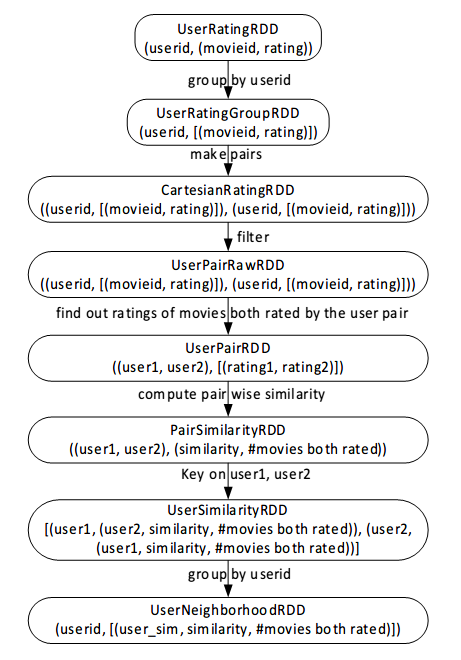 UserRatingRDD
(userid, (movieid, rating))
group by userid
UserRatingGroupRDD
(userid, [(movieid, rating)])
make pairs
CartesianRatingRDD
((userid, [(movieid, rating)]), (userid, [(movieid, rating)]))
filter
UserPairRawRDD
((userid, [(movieid, rating)]), (userid, [(movieid, rating)]))
find out ratings of movies both rated by the user pair
UserPairRDD
((user1, user2), [(rating1, rating2)])
compute pair wise similarity
PairSimilarityRDD
((user1, user2), (similarity, #movies both rated))
Key on user1, user2
UserSimilarityRDD
[(user1, (user2, similarity, #movies both rated)), (user2,
(user1, similarity, #movies both rated))]
group by userid
UserNeighborhoodRDD
(userid, [(user_sim, similarity, #movies both rated)])